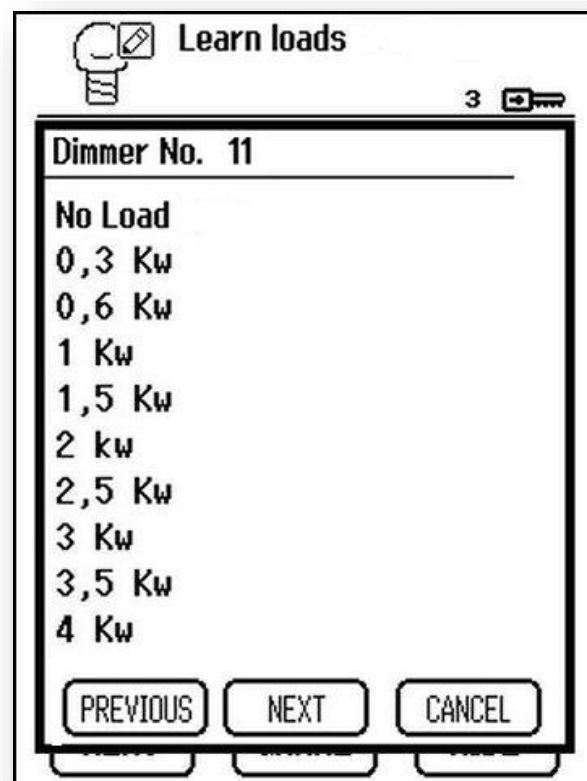 Learn loads
3
Dimmer No. 11
No Load
0,3 Kw
0,6 Kw
1 Kw
1,5 Kw
2 kw
2,5 Kw
3 Kw
3,5 Kw
4 Kw
PREVIOUS NEXT CANCEL